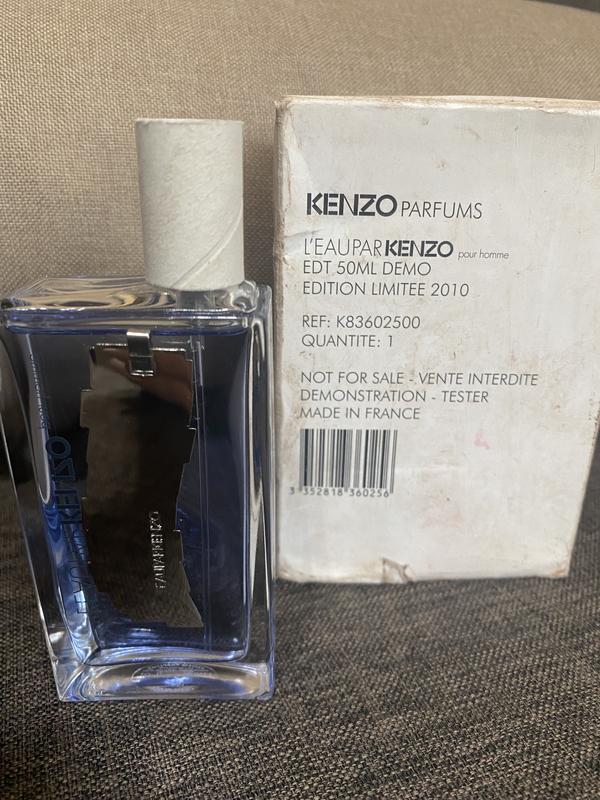 KENZO PARFUMS
L'EAUPARKENZO pour homme
EDT 50ML DEMO
EDITION LIMITEE 2010
REF: K83602500
QUANTITE: 1
NOT FOR SALE - VENTE INTERDITE
DEMONSTRATION - TESTER
MADE IN FRANCE
3 352818 360256
L'EAUPARKENZO